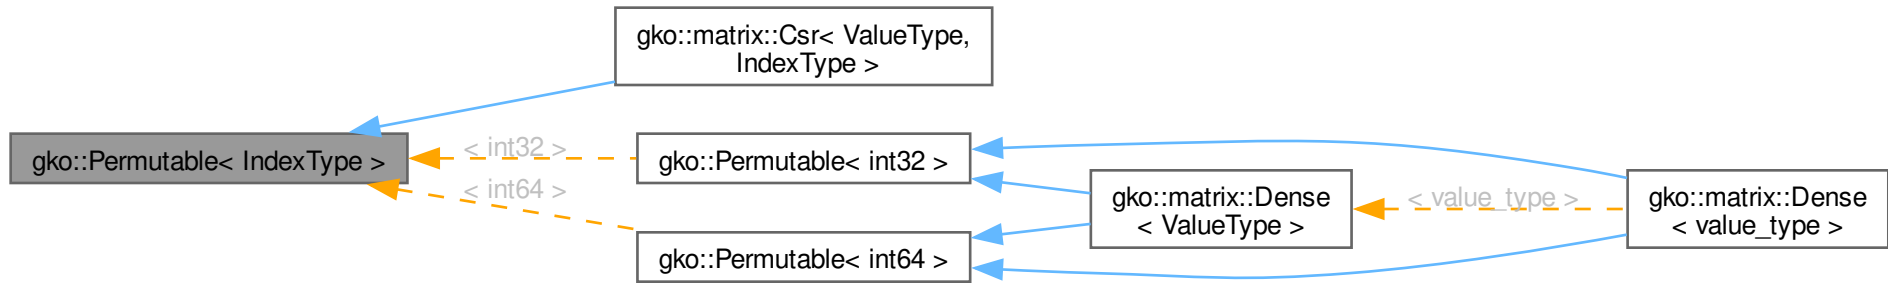 gko::matrix::Csr< ValueType,
IndexType >
gko::Permutable< IndexType >
< int32 >
gko::Permutable< int32 >
< int64 >
gko::Permutable< int64 >
gko::matrix::Dense
< ValueType >
< value_type >
gko::matrix::Dense
< value_type >